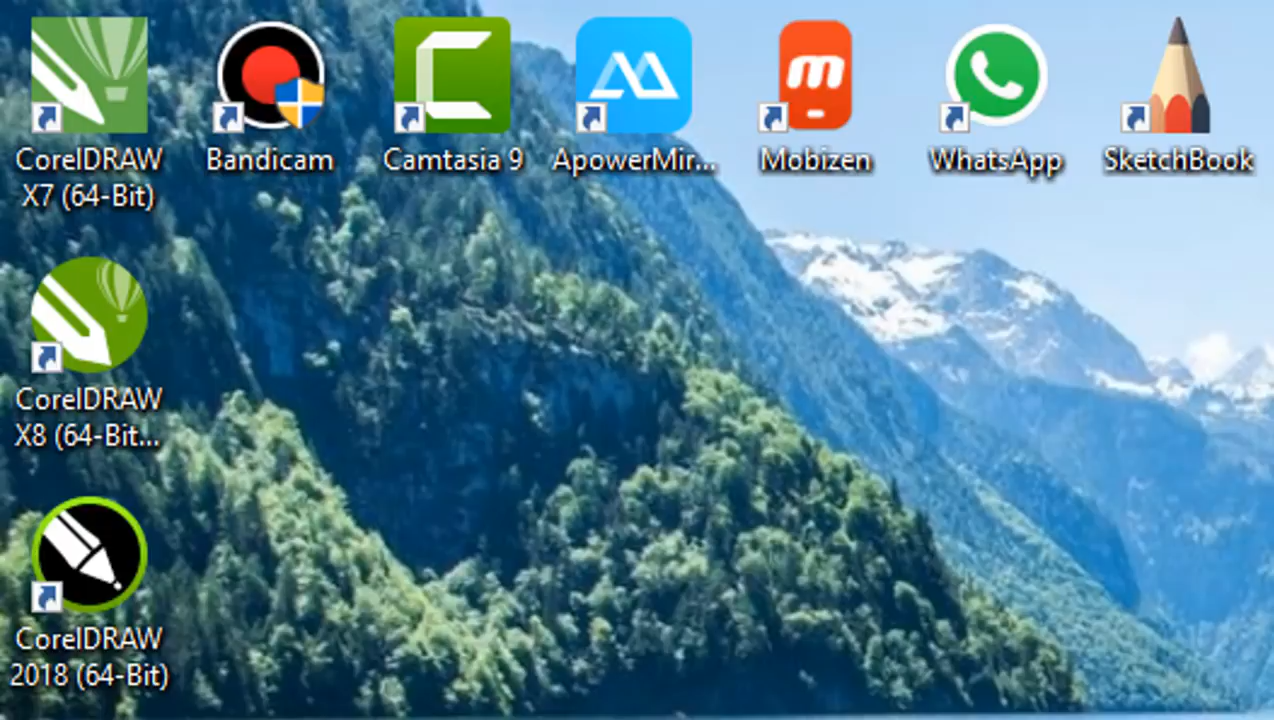 CorelDRAW
X7 (64-Bit)
Bandicam
Camtasia 9
ApowerMir...
Mobizen
WhatsApp
SketchBook
CorelDRAW
X8 (64-Bit...
CorelDRAW
2018 (64-Bit)